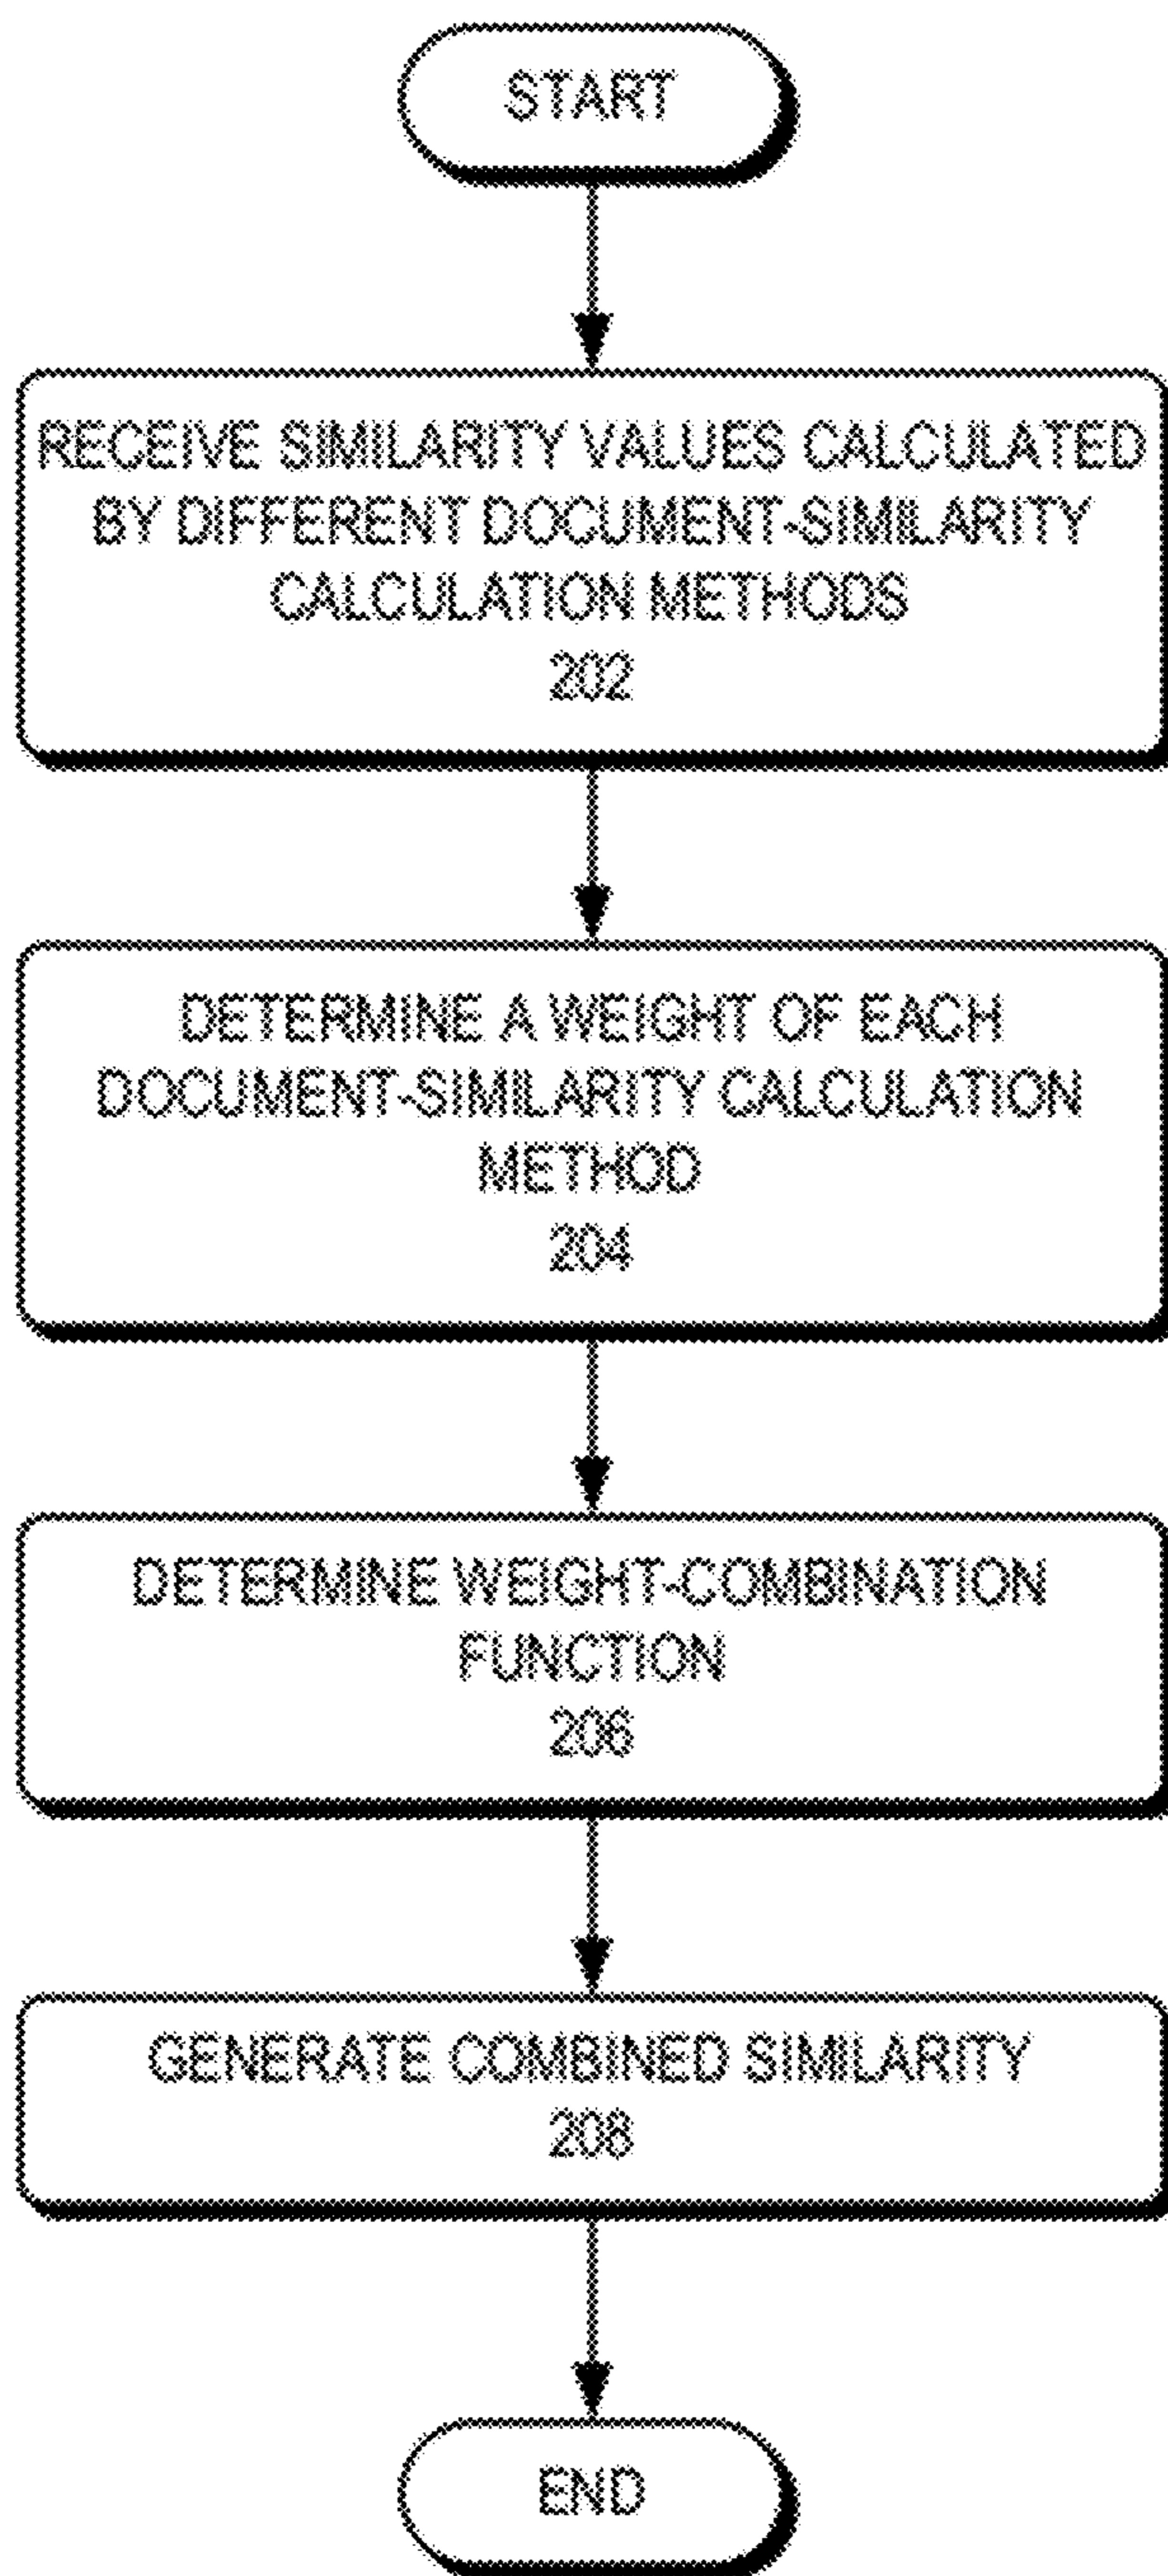 START
RECEIVE SIMILARITY VALUES CALCULATED
BY DIFFERENT DOCUMENT-SIMILARITY
CALCULATION METHODS
202
DETERMINE A WEIGHT OF EACH
DOCUMENT-SIMILARITY CALCULATION
METHOD
204
DETERMINE WEIGHT-COMBINATION
FUNCTION
206
GENERATE COMBINED SIMILARITY
208
END